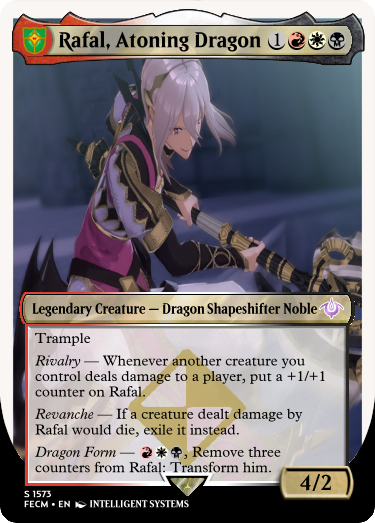 Rafal, Atoning Dragon 1
Legendary Creature — Dragon Shapeshifter Noble
Trample
Rivalry — Whenever another creature you
control deals damage to a player, put a +1/+1
counter on Rafal.
Revanche — If a creature dealt damage by
Rafal would die, exile it instead.
Dragon Form — , Remove three
counters from Rafal: Transform him.
4/2
S 1573
FECM • EN INTELLIGENT SYSTEMS